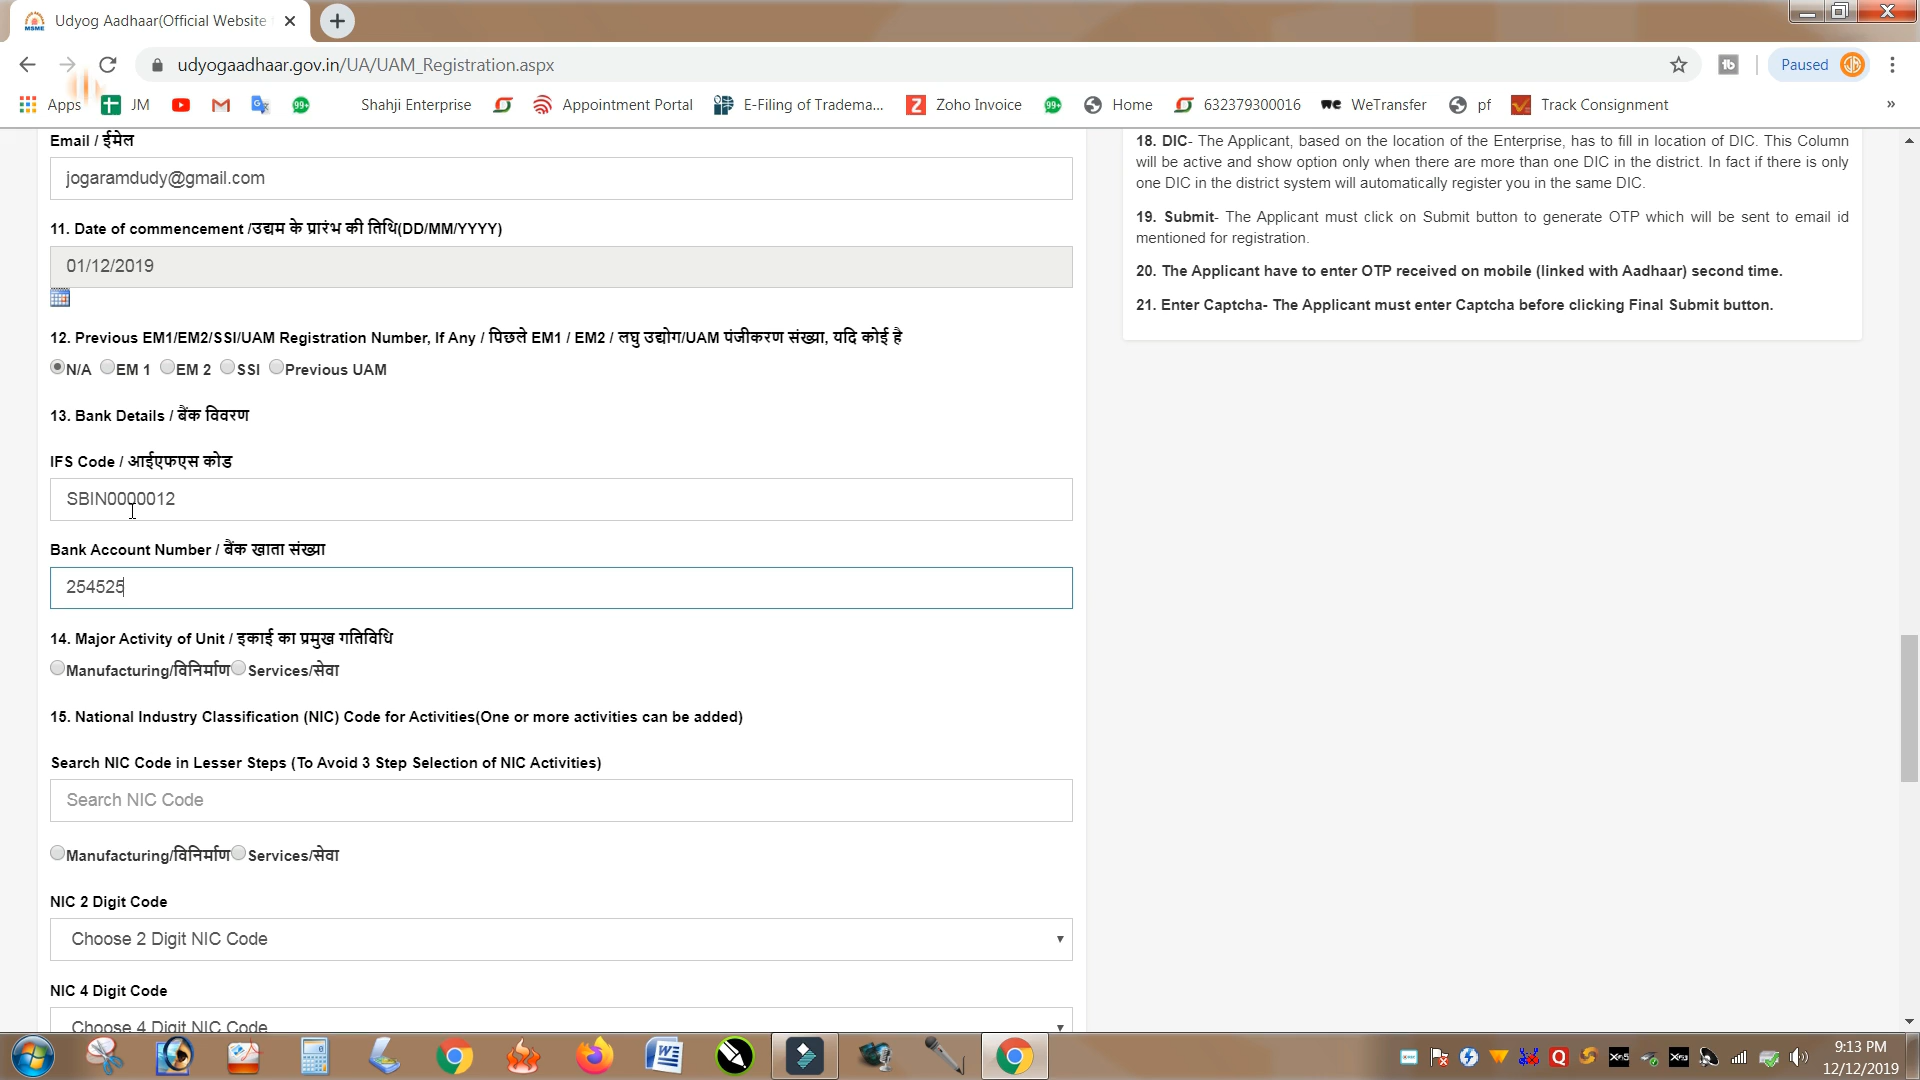 Udyog Aadhaar(Official Website
udyogaadhaar.gov.in/UA/UAM_Registration.aspx
Paused
Apps
JM
Shahji Enterprise
Appointment Portal
E-Filing of Tradema...
Zoho Invoice
Home
632379300016
WeTransfer
pf
Track Consignment
»
Email / ईमेल
jogaramdudy@gmail.com
11. Date of commencement /उद्यम के प्रारंभ की तिथि(DD/MM/YYYY)
01/12/2019
12. Previous EM1/EM2/SSI/UAM Registration Number, If Any / पिछले EM1 / EM2 / लघु उद्योग/UAM पंजीकरण संख्या, यदि कोई है
N/A EM 1 EM 2 SSI Previous UAM
13. Bank Details / बैंक विवरण
IFS Code / आईएफएस कोड
SBIN0000012
Bank Account Number / बैंक खाता संख्या
254525
14. Major Activity of Unit / इकाई का प्रमुख गतिविधि
Manufacturing/विनिर्माण Services/सेवा
15. National Industry Classification (NIC) Code for Activities(One or more activities can be added)
Search NIC Code in Lesser Steps (To Avoid 3 Step Selection of NIC Activities)
Search NIC Code
Manufacturing/विनिर्माण Services/सेवा
NIC 2 Digit Code
Choose 2 Digit NIC Code
NIC 4 Digit Code
Choose 4 Digit NIC Code
18. DIC- The Applicant, based on the location of the Enterprise, has to fill in location of DIC. This Column
will be active and show option only when there are more than one DIC in the district. In fact if there is only
one DIC in the district system will automatically register you in the same DIC.
19. Submit- The Applicant must click on Submit button to generate OTP which will be sent to email id
mentioned for registration.
20. The Applicant have to enter OTP received on mobile (linked with Aadhaar) second time.
21. Enter Captcha- The Applicant must enter Captcha before clicking Final Submit button.
9:13 PM
12/12/2019